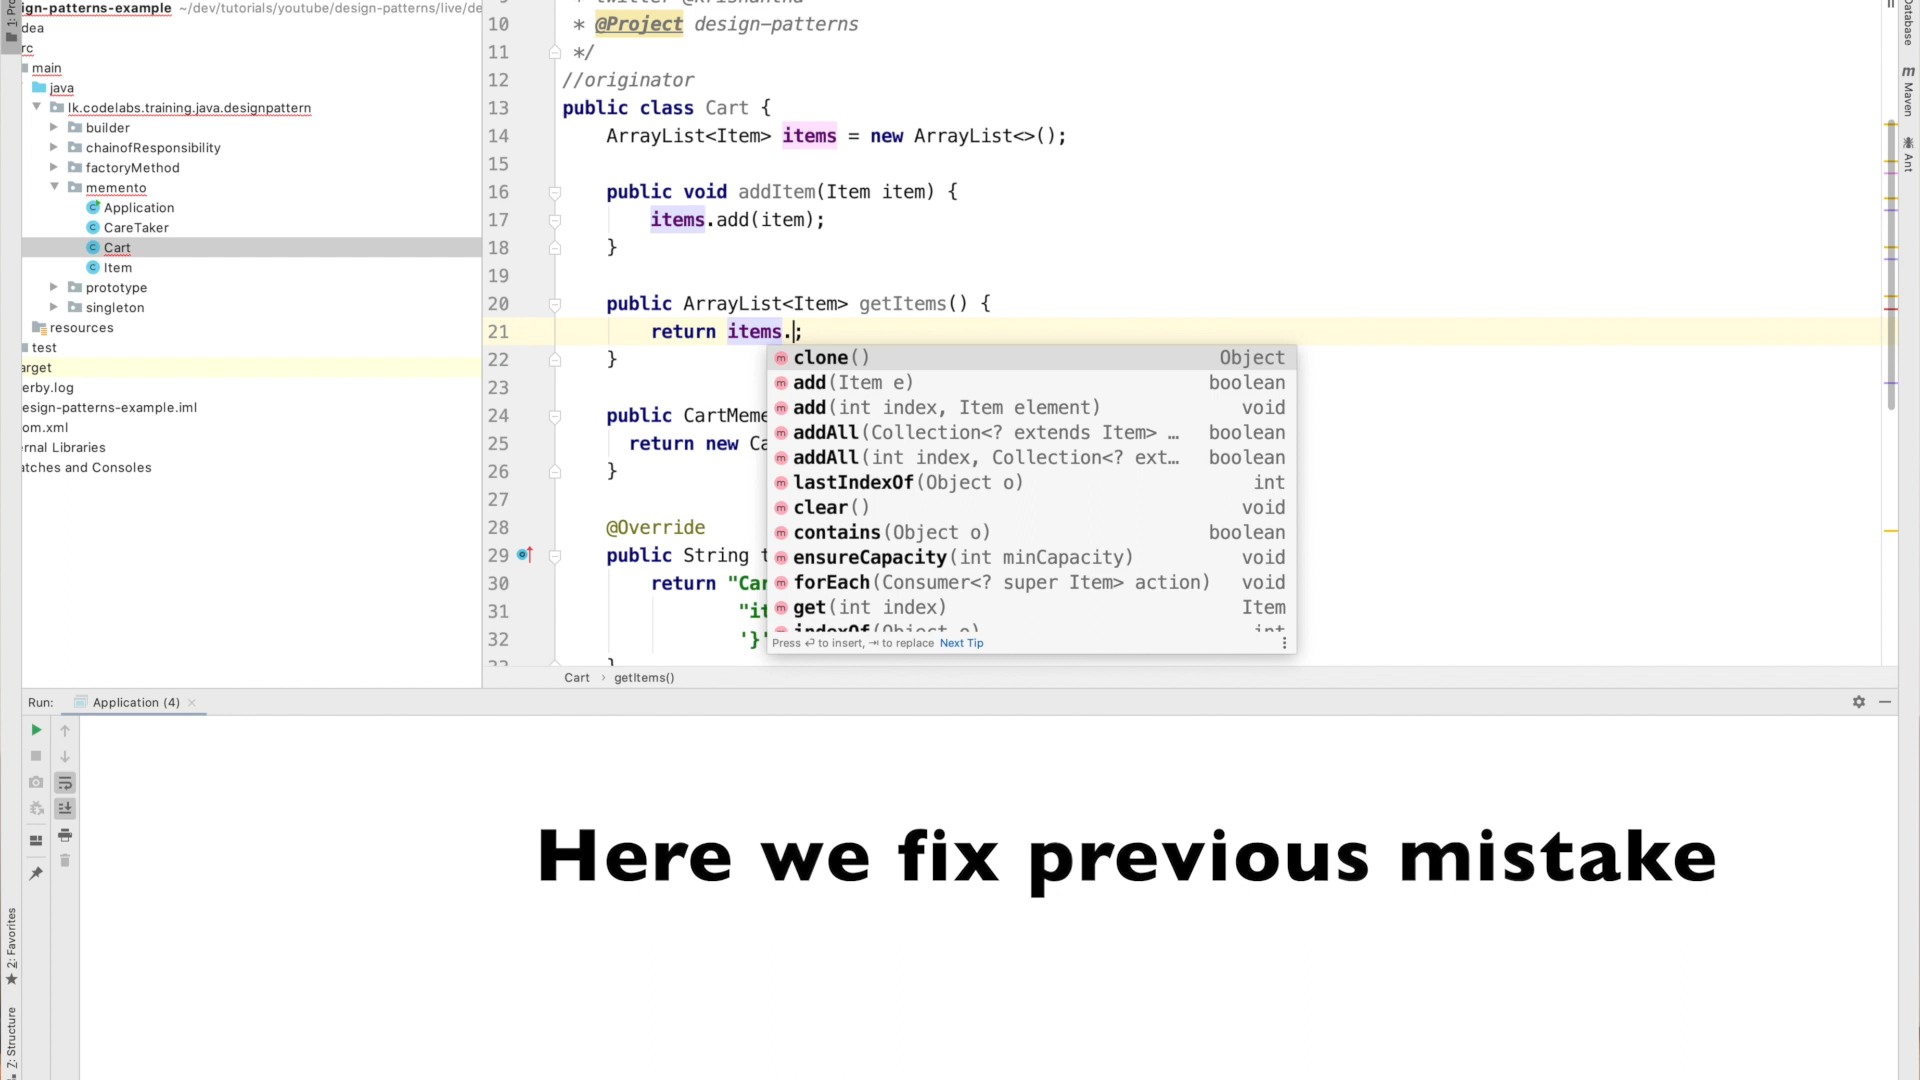 ign-patterns-example ~/dev/tutorials/youtube/design-patterns/live/de
dea
rc
main
java
lk.codelabs.training.java.designpattern
builder
chainofResponsibility
factoryMethod
memento
Application
CareTaker
Cart
Item
prototype
singleton
resources
test
arget
erby.log
esign-patterns-example.iml
om.xml
rnal Libraries
atches and Consoles
10 * @Project design-patterns
11 */
12 //originator
13 public class Cart {
14 ArrayList<Item> items = new ArrayList<>();
15
16 public void addItem(Item item) {
17 items.add(item);
18 }
19
20 public ArrayList<Item> getItems() {
21 return items.;
22 }
23
24 public CartMeme
25 return new Ca
26 }
27
28 @Override
29 public String t
30 return "Car
31 "it
32 '}'
clone() Object
add(Item e) boolean
add(int index, Item element) void
addAll(Collection<? extends Item> … boolean
addAll(int index, Collection<? ext… boolean
lastIndexOf(Object o) int
clear() void
contains(Object o) boolean
ensureCapacity(int minCapacity) void
forEach(Consumer<? super Item> action) void
get(int index) Item
indexOf(Object o) int
Press ↵ to insert, ⇥ to replace Next Tip
Cart › getItems()
Run: Application (4)
Here we fix previous mistake
2: Favorites
Z: Structure
Database
Maven
Ant